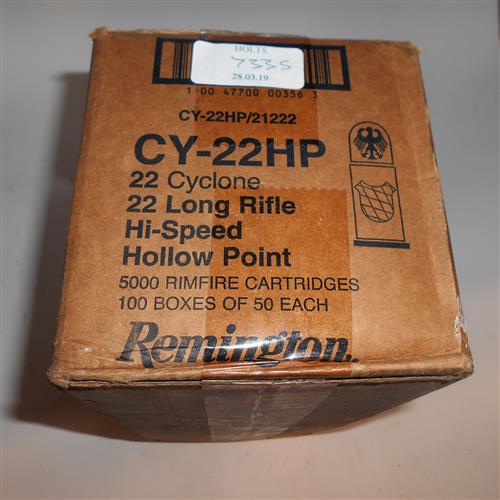 HOLTS
7335
28.03.19
1 00 47700 00356 3
CY-22HP/21222
CY-22HP
22 Cyclone
22 Long Rifle
Hi-Speed
Hollow Point
5000 RIMFIRE CARTRIDGES
100 BOXES OF 50 EACH
Remington.